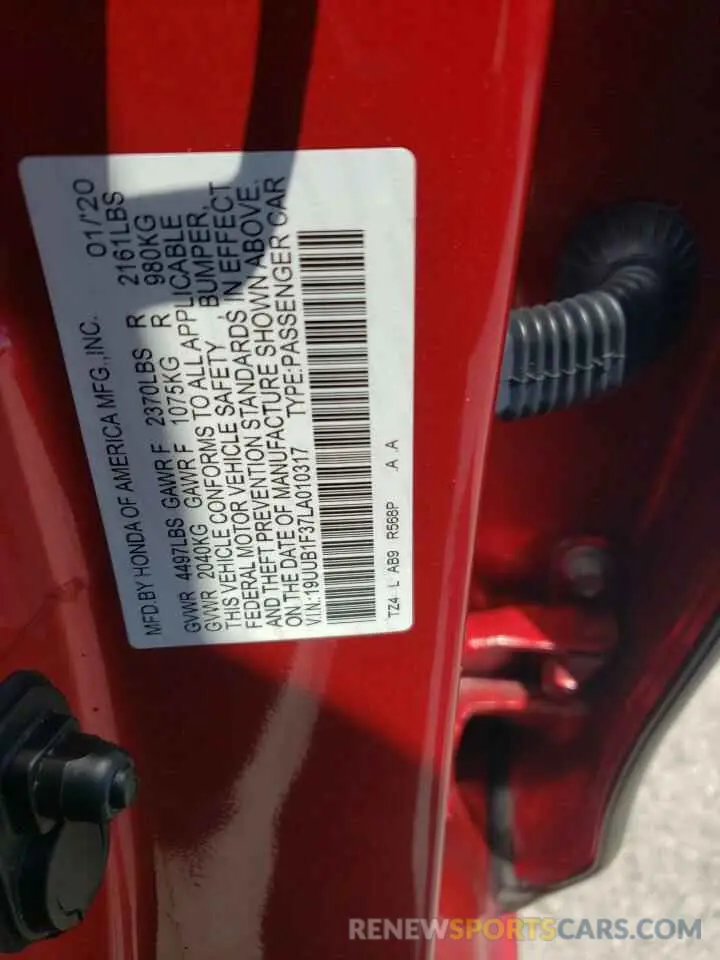 MFD.BY HONDA OF AMERICA MFG.,INC. 01/'20
GVWR 4497LBS GAWR F 2370LBS R 2161LBS
GVWR 2040KG GAWR F 1075KG R 980KG
THIS VEHICLE CONFORMS TO ALL APPLICABLE
FEDERAL MOTOR VEHICLE SAFETY, BUMPER,
AND THEFT PREVENTION STANDARDS IN EFFECT
ON THE DATE OF MANUFACTURE SHOWN ABOVE.
V.I.N.:19UUB1F37LA010317 TYPE:PASSENGER CAR
TZ4 L AB9 R568P .A .A
RENEWSPORTSCARS.COM